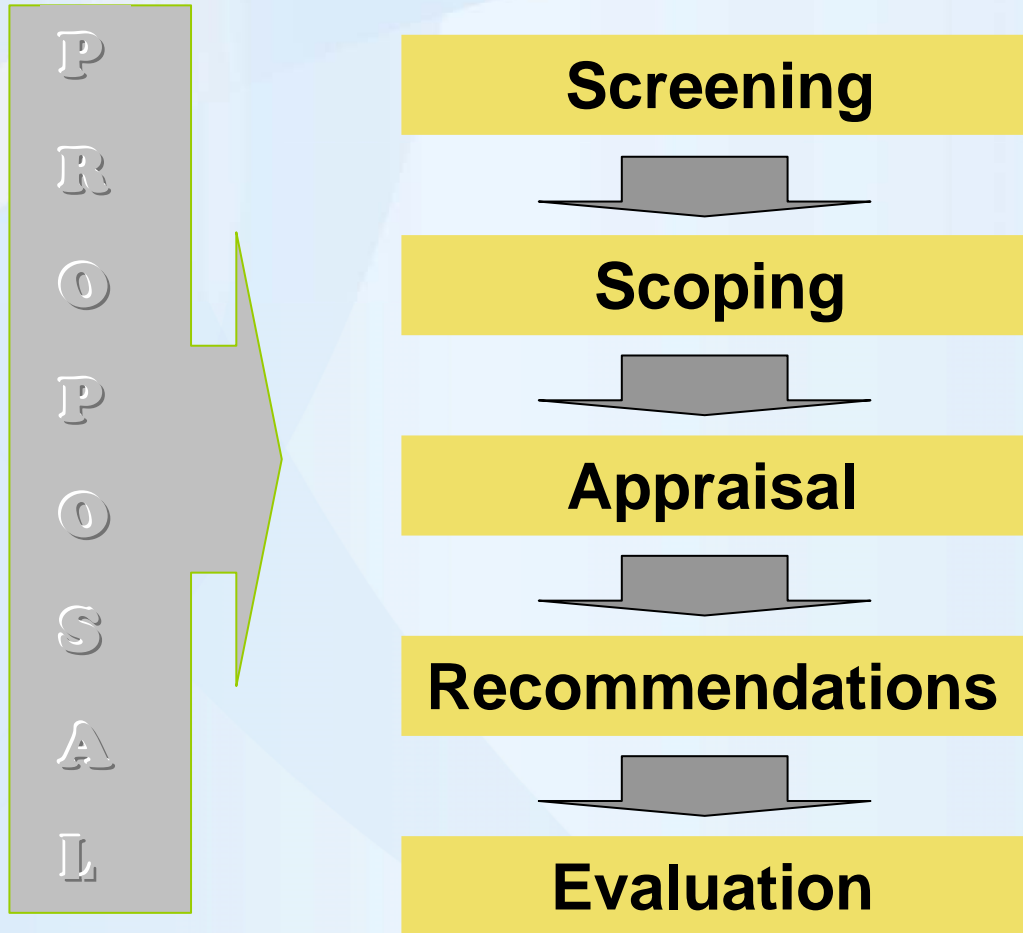 P
R
O
P
O
S
A
L
Screening
Scoping
Appraisal
Recommendations
Evaluation